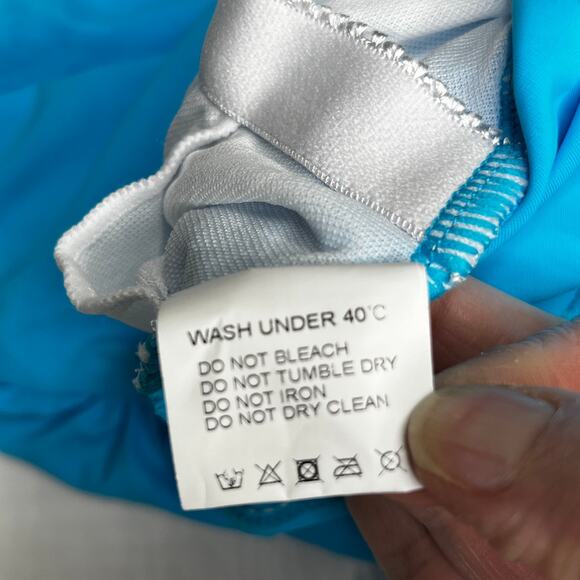 WASH UNDER 40°C
DO NOT BLEACH
DO NOT TUMBLE DRY
DO NOT IRON
DO NOT DRY CLEAN